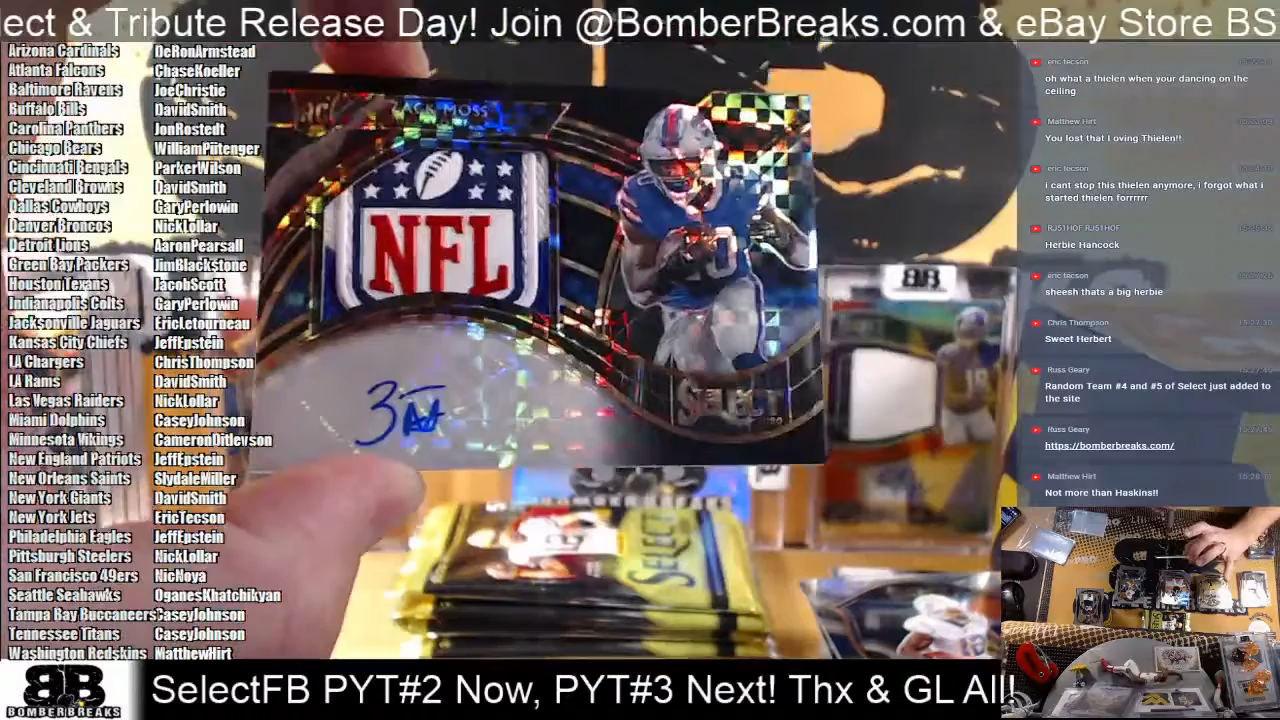 lect & Tribute Release Day! Join @BomberBreaks.com & eBay Store BS
Arizona Cardinals DeRonArmstead
Atlanta Falcons ChaseKoeller
Baltimore Ravens JoeChristie
Buffalo Bills DavidSmith
Carolina Panthers JonRostedt
Chicago Bears WilliamPiitenger
Cincinnati Bengals ParkerWilson
Cleveland Browns DavidSmith
Dallas Cowboys GaryPerlowin
Denver Broncos NickLollar
Detroit Lions AaronPearsall
Green Bay Packers JimBlackstone
Houston Texans JacobScott
Indianapolis Colts GaryPerlowin
Jacksonville Jaguars EricLetourneau
Kansas City Chiefs JeffEpstein
LA Chargers ChrisThompson
LA Rams DavidSmith
Las Vegas Raiders NickLollar
Miami Dolphins CaseyJohnson
Minnesota Vikings CameronDitlevson
New England Patriots JeffEpstein
New Orleans Saints SlydaleMiller
New York Giants DavidSmith
New York Jets EricTecson
Philadelphia Eagles JeffEpstein
Pittsburgh Steelers NickLollar
San Francisco 49ers NicNoya
Seattle Seahawks OganesKhatchikyan
Tampa Bay Buccaneers CaseyJohnson
Tennessee Titans CaseyJohnson
Washington Redskins MatthewHirt
ZACK MOSS
NFL
SELECT
BB
SELECT
eric tecson
oh what a thielen when your dancing on the
ceiling
Matthew Hirt
You lost that l oving Thielen!!
eric tecson
i cant stop this thielen anymore, i forgot what i
started thielen forrrrrr
RJ51HOF RJ51HOF
Herbie Hancock
eric tecson
sheesh thats a big herbie
Chris Thompson
Sweet Herbert
Russ Geary
Random Team #4 and #5 of Select just added to
the site
Russ Geary
https://bomberbreaks.com/
Matthew Hirt
Not more than Haskins!!
BB
BOMBERBREAKS
SelectFB PYT#2 Now, PYT#3 Next! Thx & GL All!